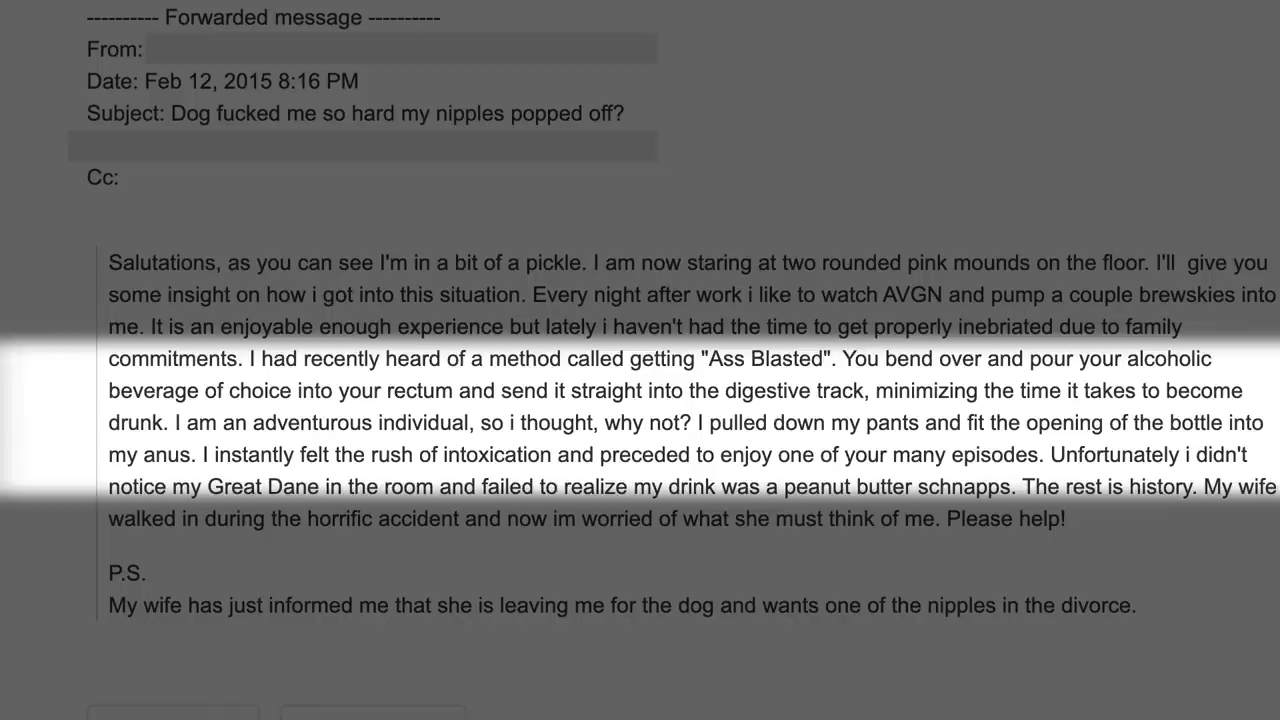 ---------- Forwarded message ----------
From:
Date: Feb 12, 2015 8:16 PM
Subject: Dog fucked me so hard my nipples popped off?
Cc:
Salutations, as you can see I'm in a bit of a pickle. I am now staring at two rounded pink mounds on the floor. I'll  give you
some insight on how i got into this situation. Every night after work i like to watch AVGN and pump a couple brewskies into
me. It is an enjoyable enough experience but lately i haven't had the time to get properly inebriated due to family
commitments. I had recently heard of a method called getting "Ass Blasted". You bend over and pour your alcoholic
beverage of choice into your rectum and send it straight into the digestive track, minimizing the time it takes to become
drunk. I am an adventurous individual, so i thought, why not? I pulled down my pants and fit the opening of the bottle into
my anus. I instantly felt the rush of intoxication and preceded to enjoy one of your many episodes. Unfortunately i didn't
notice my Great Dane in the room and failed to realize my drink was a peanut butter schnapps. The rest is history. My wife
walked in during the horrific accident and now im worried of what she must think of me. Please help!
P.S.
My wife has just informed me that she is leaving me for the dog and wants one of the nipples in the divorce.